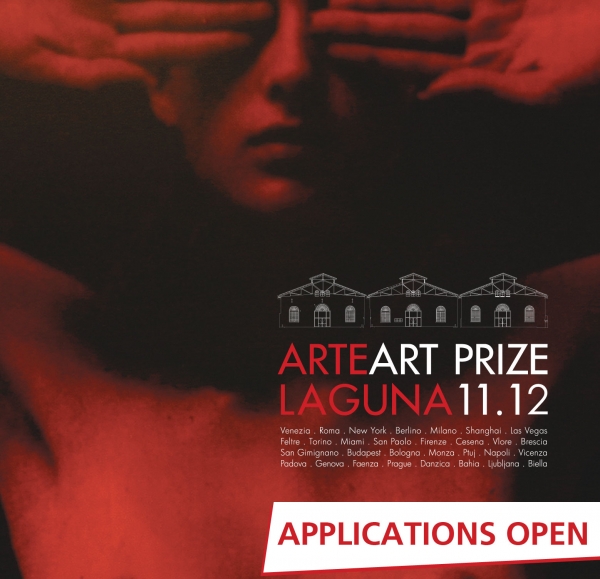 ARTEART PRIZE
LAGUNA11.12
Venezia . Roma . New York . Berlino . Milano . Shanghai . Las Vegas
Feltre . Torino . Miami . San Paolo . Firenze . Cesena . Vlore . Brescia
San Gimignano . Budapest . Bologna . Monza . Ptuj . Napoli . Vicenza
Padova . Genova . Faenza . Prague . Danzica . Bahia . Ljubljana . Biella
APPLICATIONS OPEN